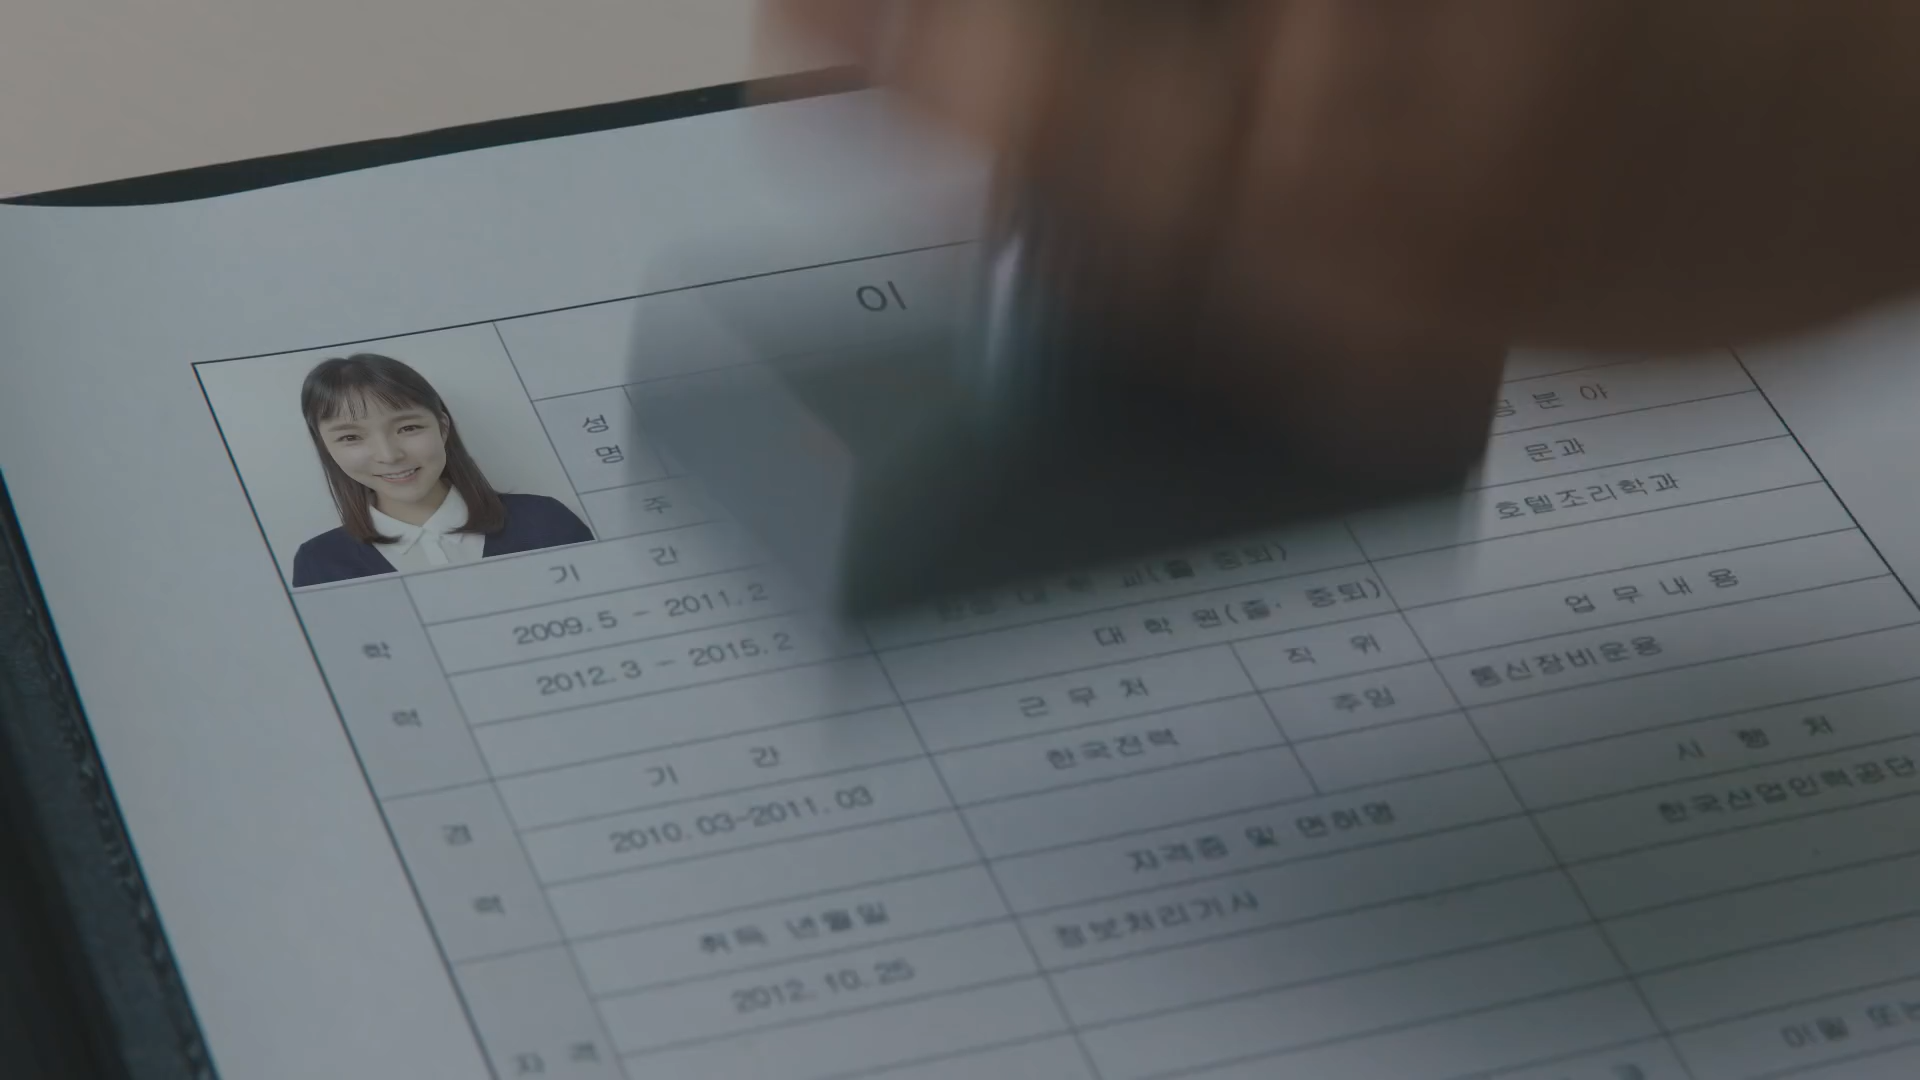 이
성
명
분 야
문과
주
호텔조리학과
기 간
2009.5 - 2011.2
교(졸 중퇴)
업 무 내 용
학
력
2012.3 - 2015.2
대 학 원(졸· 중퇴)
근 무 처
직 위
통신장비운용
기 간
한국전력
주임
시 행 처
경
력
2010.03-2011.03
자격증 및 면허명
한국산업인력공단
취득 년월일
정보처리기사
2012.10.25
자 격